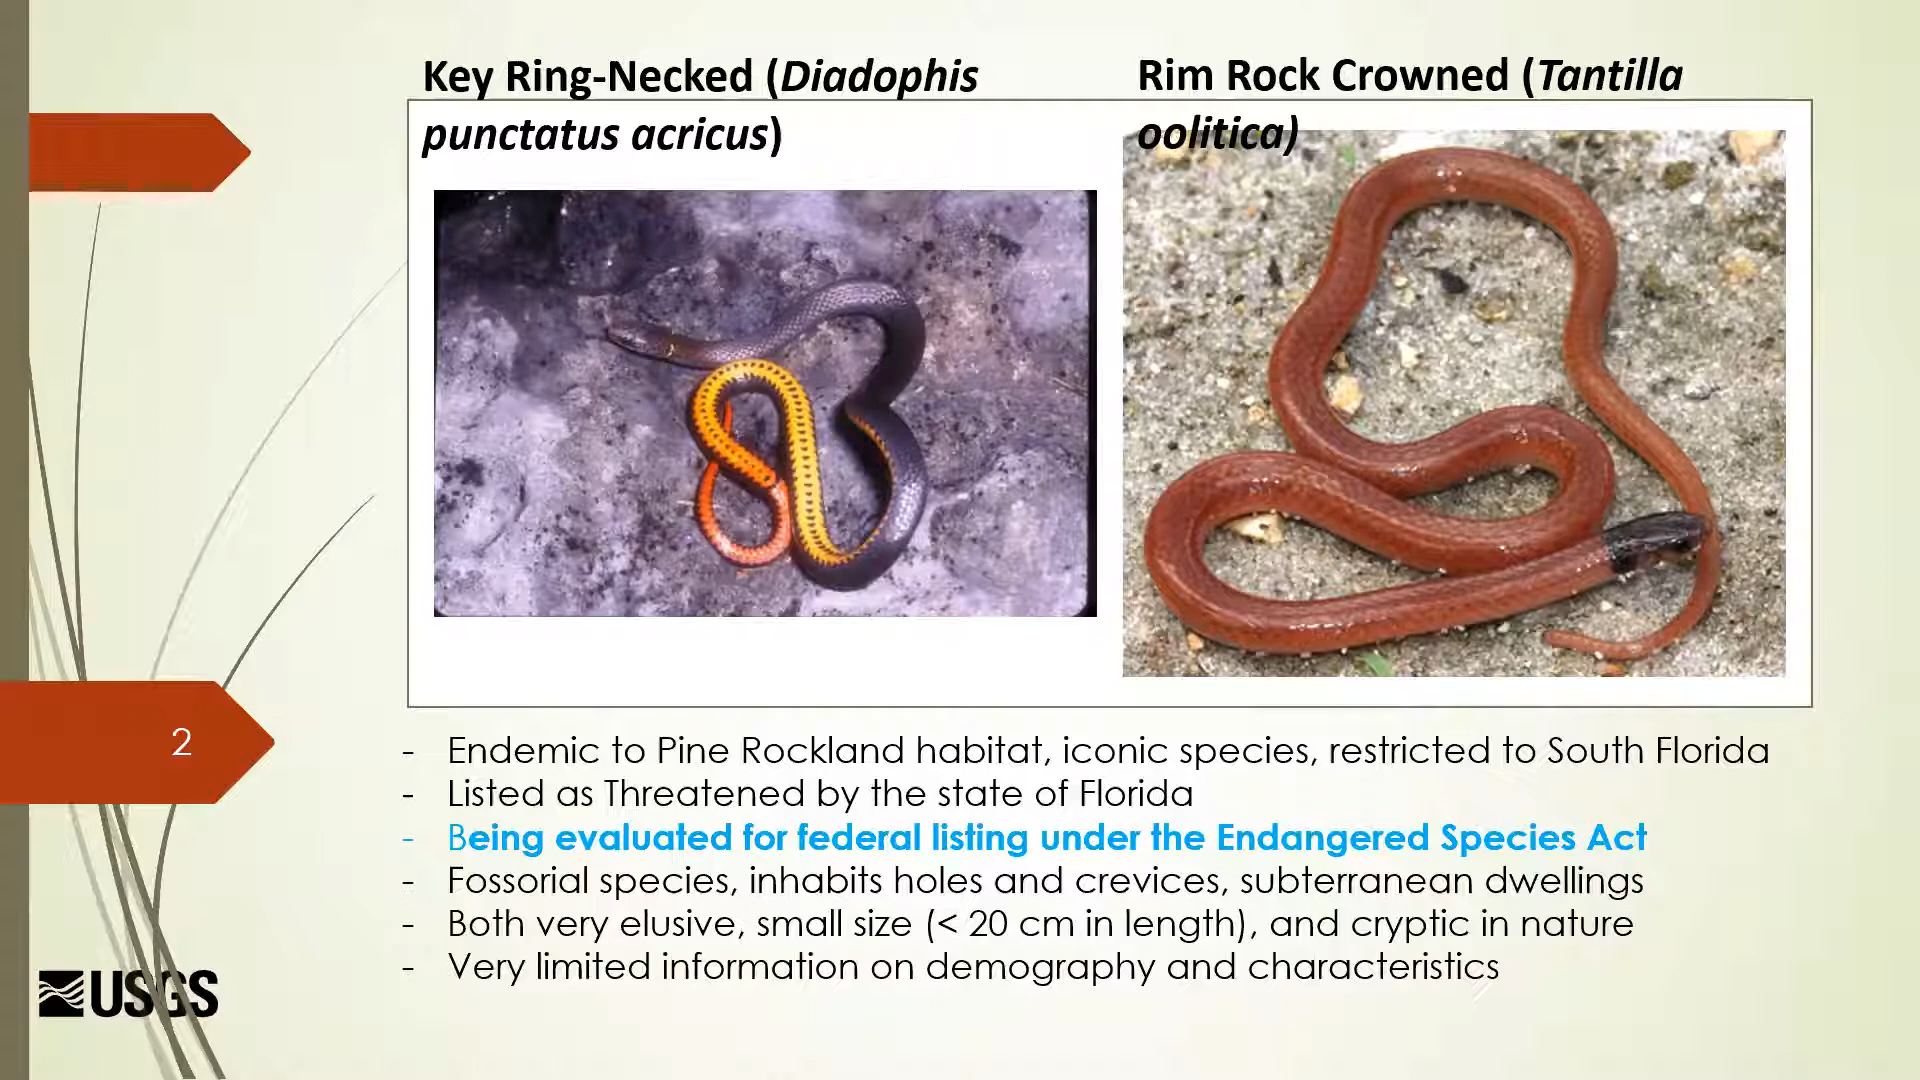 Key Ring-Necked (Diadophis
punctatus acricus)
Rim Rock Crowned (Tantilla
oolitica)
- Endemic to Pine Rockland habitat, iconic species, restricted to South Florida
- Listed as Threatened by the state of Florida
- Being evaluated for federal listing under the Endangered Species Act
- Fossorial species, inhabits holes and crevices, subterranean dwellings
- Both very elusive, small size (< 20 cm in length), and cryptic in nature
- Very limited information on demography and characteristics
2
USGS